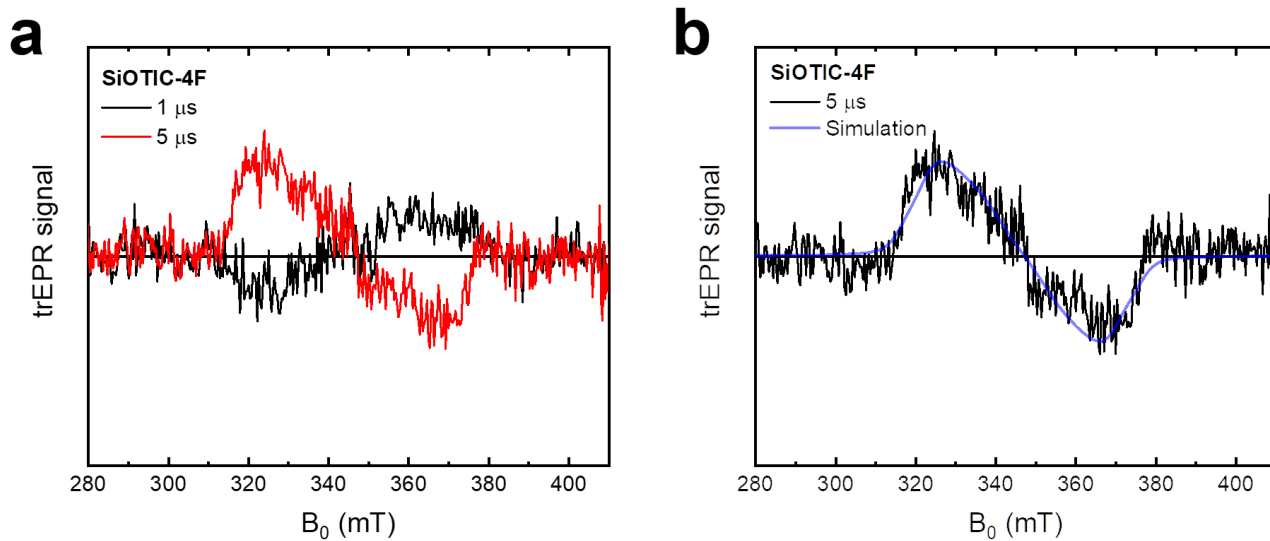 a
SiOTIC-4F
1 μs
5 μs
trEPR signal
280 300 320 340 360 380 400
B₀ (mT)
b
SiOTIC-4F
5 μs
Simulation
trEPR signal
280 300 320 340 360 380 400
B₀ (mT)